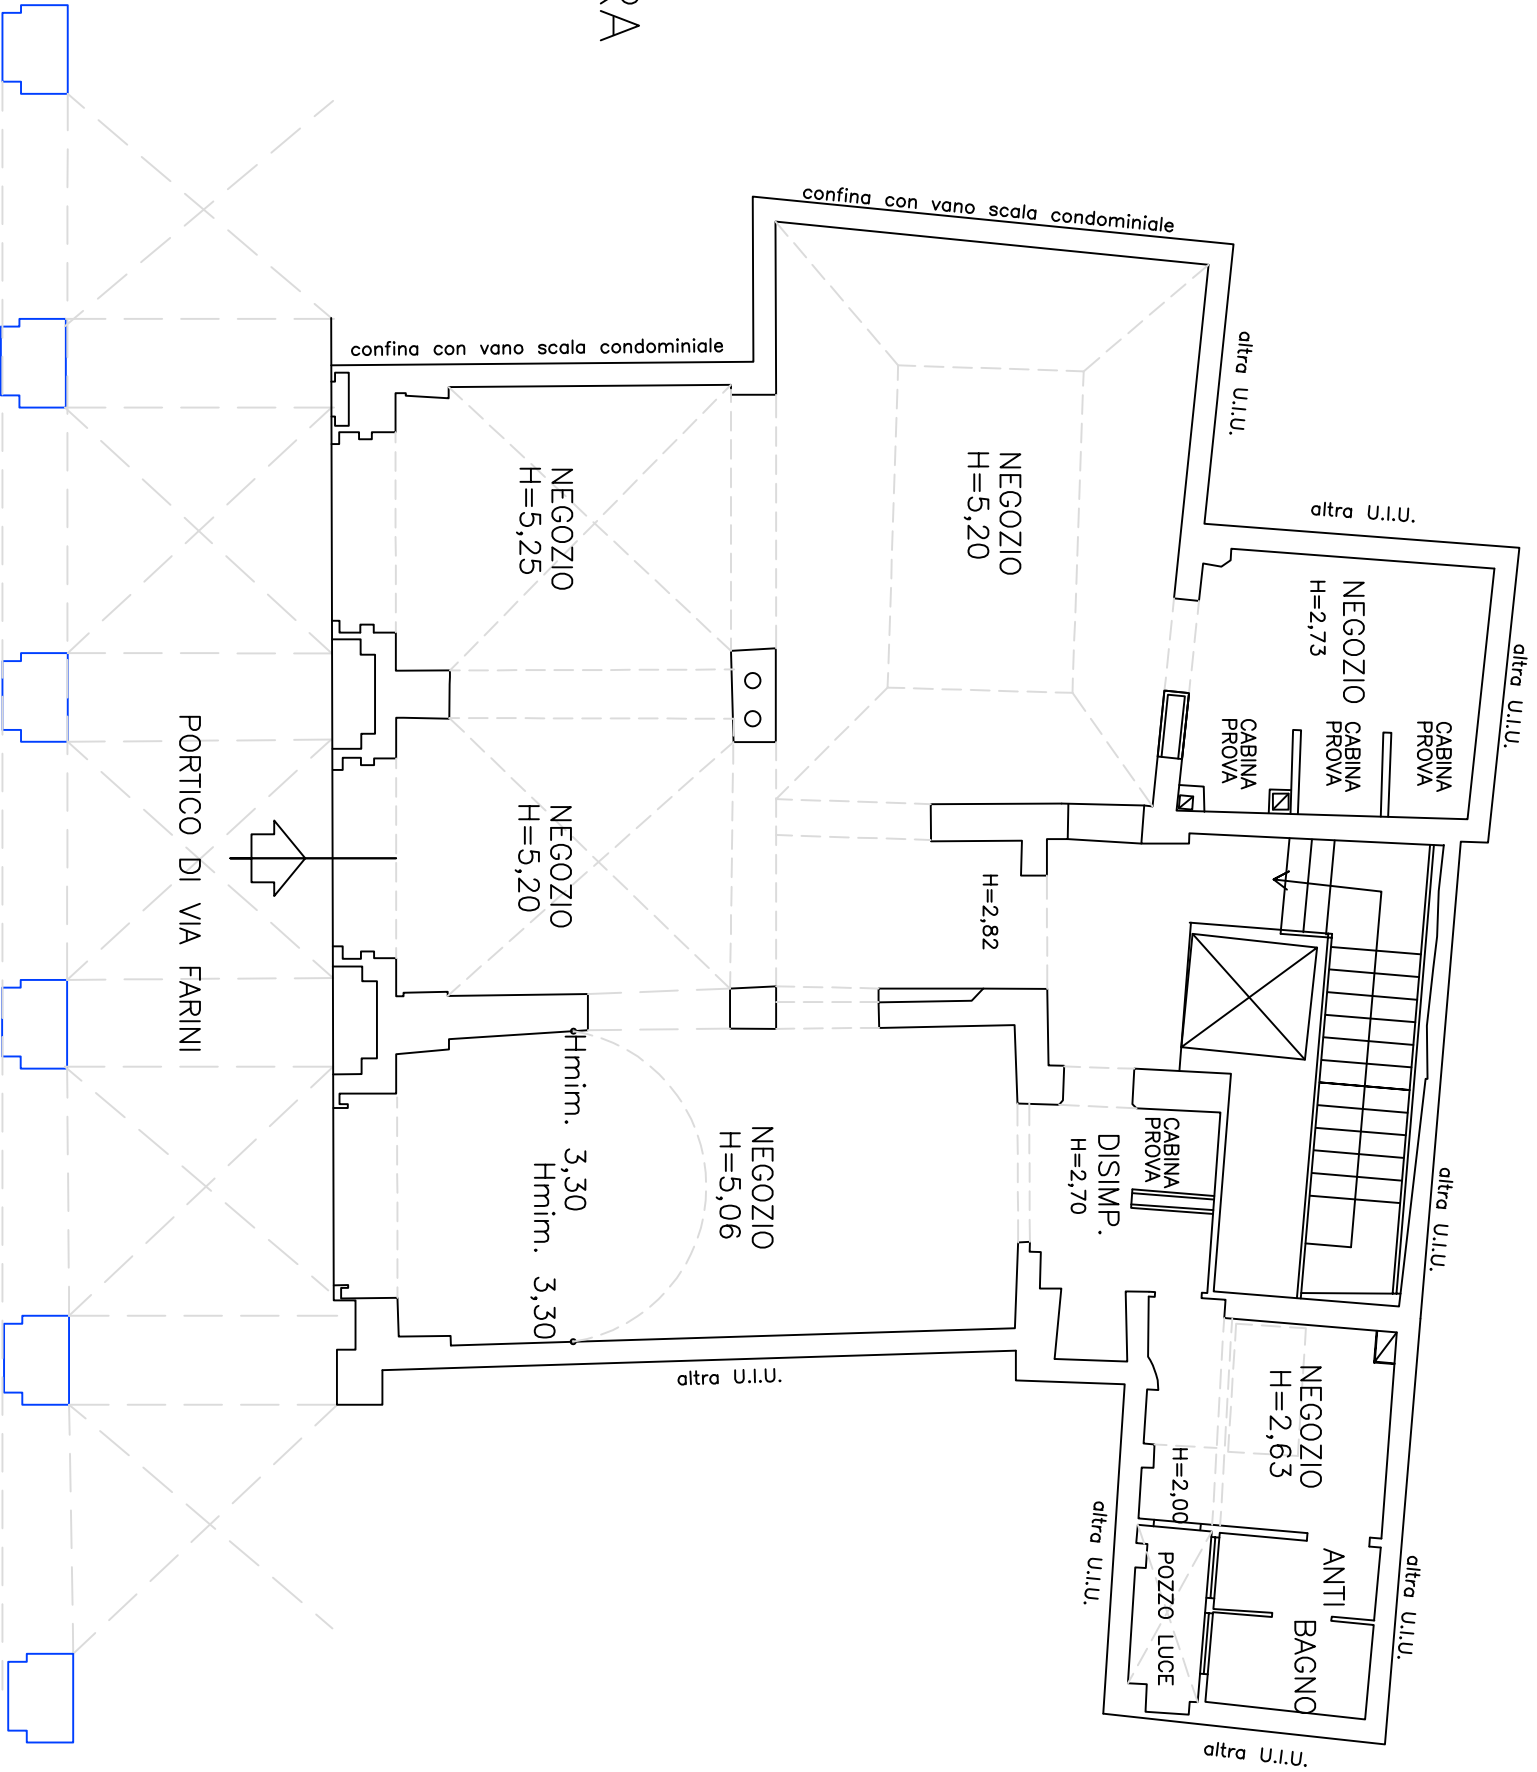 RA
confina con vano scala condominiale
altra U.I.U.
confina con vano scala condominiale
altra U.I.U.
altra U.I.U.
NEGOZIO
H=5,25
NEGOZIO
H=5,20
NEGOZIO
H=2,73
CABINA
PROVA
CABINA
PROVA
CABINA
PROVA
PORTICO DI VIA FARINI
NEGOZIO
H=5,20
H=2,82
Hmim. 3,30
Hmim. 3,30
NEGOZIO
H=5,06
DISIMP.
H=2,70
CABINA
PROVA
altra U.I.U.
altra U.I.U.
NEGOZIO
H=2,63
H=2,00
altra U.I.U.
POZZO LUCE
ANTI
BAGNO
altra U.I.U.
altra U.I.U.